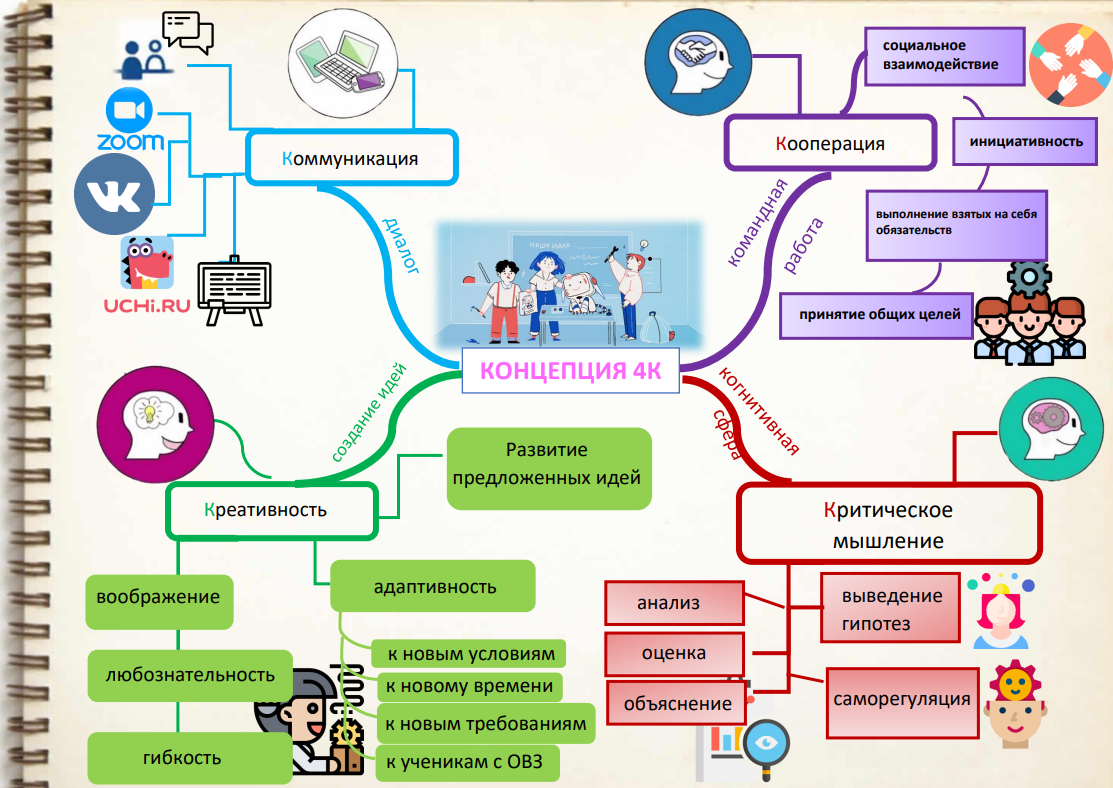 КОНЦЕПЦИЯ 4К
НАША ИДЕЯ
диалог
Коммуникация
zoom
UCHi.RU
командная
работа
Кооперация
социальное
взаимодействие
инициативность
выполнение взятых на себя
обязательств
принятие общих целей
создание идей
Креативность
Развитие
предложенных идей
воображение
любознательность
гибкость
адаптивность
к новым условиям
к новому времени
к новым требованиям
к ученикам с ОВЗ
когнитивная
сфера
Критическое
мышление
анализ
оценка
объяснение
выведение
гипотез
саморегуляция